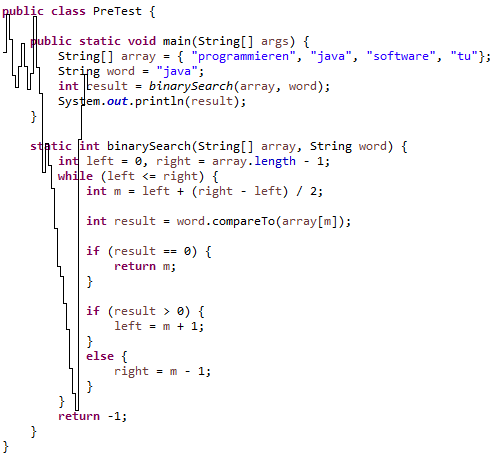 public class PreTest {
public static void main(String[] args) {
String[] array = { "programmieren", "java", "software", "tu"};
String word = "java";
int result = binarySearch(array, word);
System.out.println(result);
}
static int binarySearch(String[] array, String word) {
int left = 0, right = array.length - 1;
while (left <= right) {
int m = left + (right - left) / 2;
int result = word.compareTo(array[m]);
if (result == 0) {
return m;
}
if (result > 0) {
left = m + 1;
}
else {
right = m - 1;
}
}
return -1;
}
}